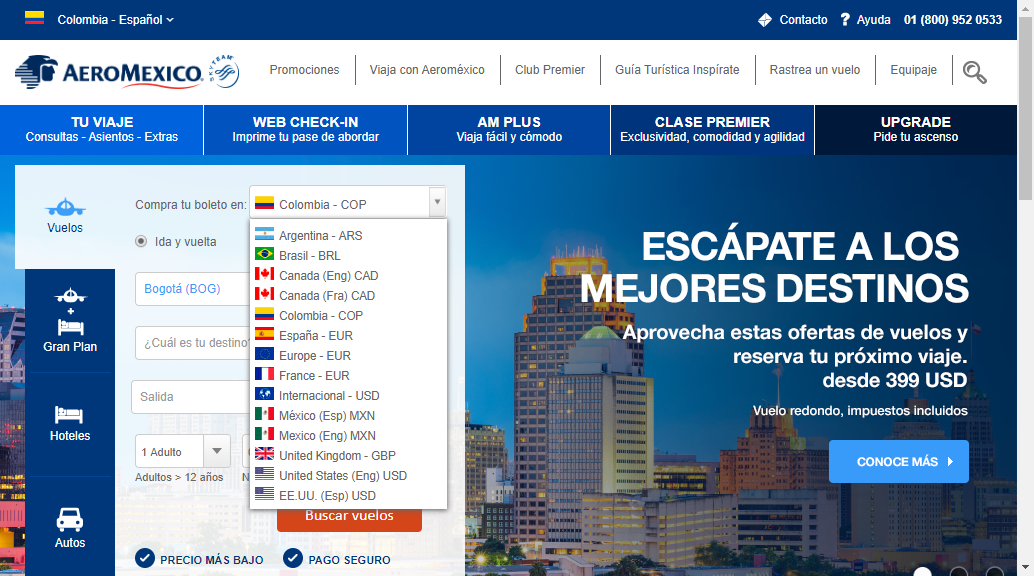 Colombia - Español
Contacto
Ayuda
01 (800) 952 0533
AEROMEXICO.
SKYTEAM
Promociones
Viaja con Aeroméxico
Club Premier
Guía Turística Inspírate
Rastrea un vuelo
Equipaje
TU VIAJE
Consultas - Asientos - Extras
WEB CHECK-IN
Imprime tu pase de abordar
AM PLUS
Viaja fácil y cómodo
CLASE PREMIER
Exclusividad, comodidad y agilidad
UPGRADE
Pide tu ascenso
Vuelos
+
Gran Plan
Hoteles
Autos
Compra tu boleto en:
Colombia - COP
Ida y vuelta
Bogotá (BOG)
¿Cuál es tu destino
Salida
1 Adulto
Adultos > 12 años
N
Argentina - ARS
Brasil - BRL
Canada (Eng) CAD
Canada (Fra) CAD
Colombia - COP
España - EUR
Europe - EUR
France - EUR
Internacional - USD
México (Esp) MXN
Mexico (Eng) MXN
United Kingdom - GBP
United States (Eng) USD
EE.UU. (Esp) USD
Buscar vuelos
PRECIO MÁS BAJO
PAGO SEGURO
ESCÁPATE A LOS
MEJORES DESTINOS
Aprovecha estas ofertas de vuelos y
reserva tu próximo viaje.
desde 399 USD
Vuelo redondo, impuestos incluidos
CONOCE MÁS